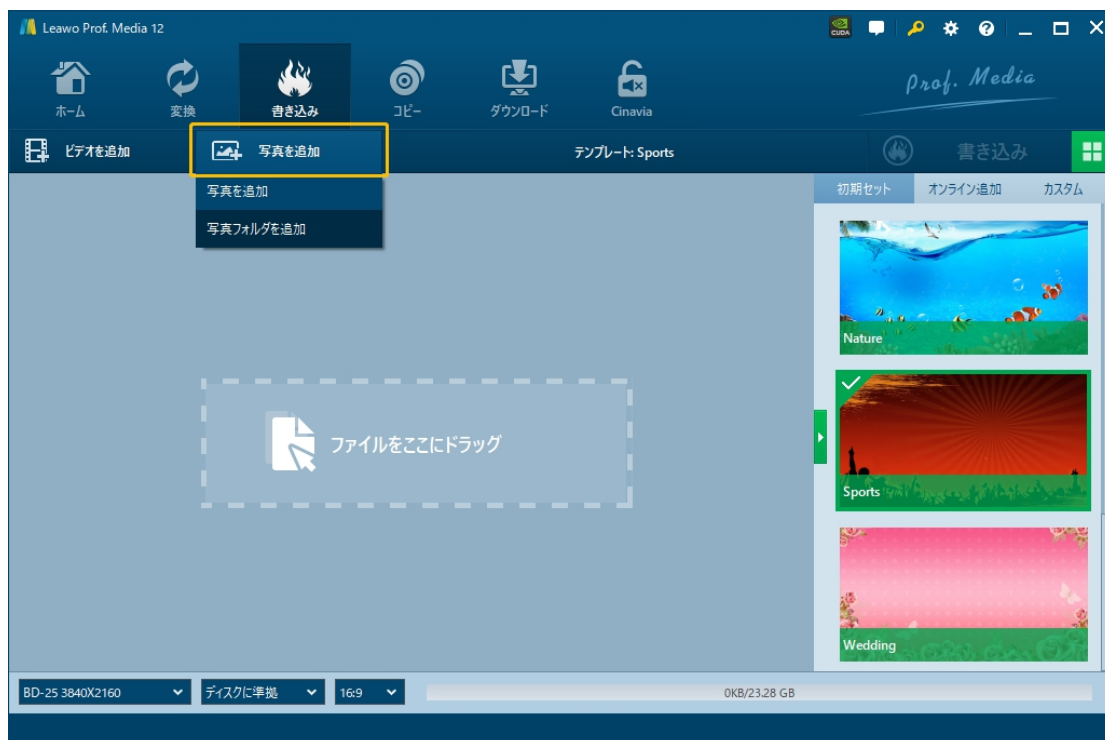 Leawo Prof. Media 12
CUDA
Prof. Media
ホーム
変換
書き込み
コピー
ダウンロード
Cinavia
ビデオを追加
写真を追加
テンプレート: Sports
書き込み
写真を追加
写真フォルダを追加
初期セット
オンライン追加
カスタム
Nature
ファイルをここにドラッグ
Sports
Wedding
BD-25 3840X2160
ディスクに準拠
16:9
0KB/23.28 GB